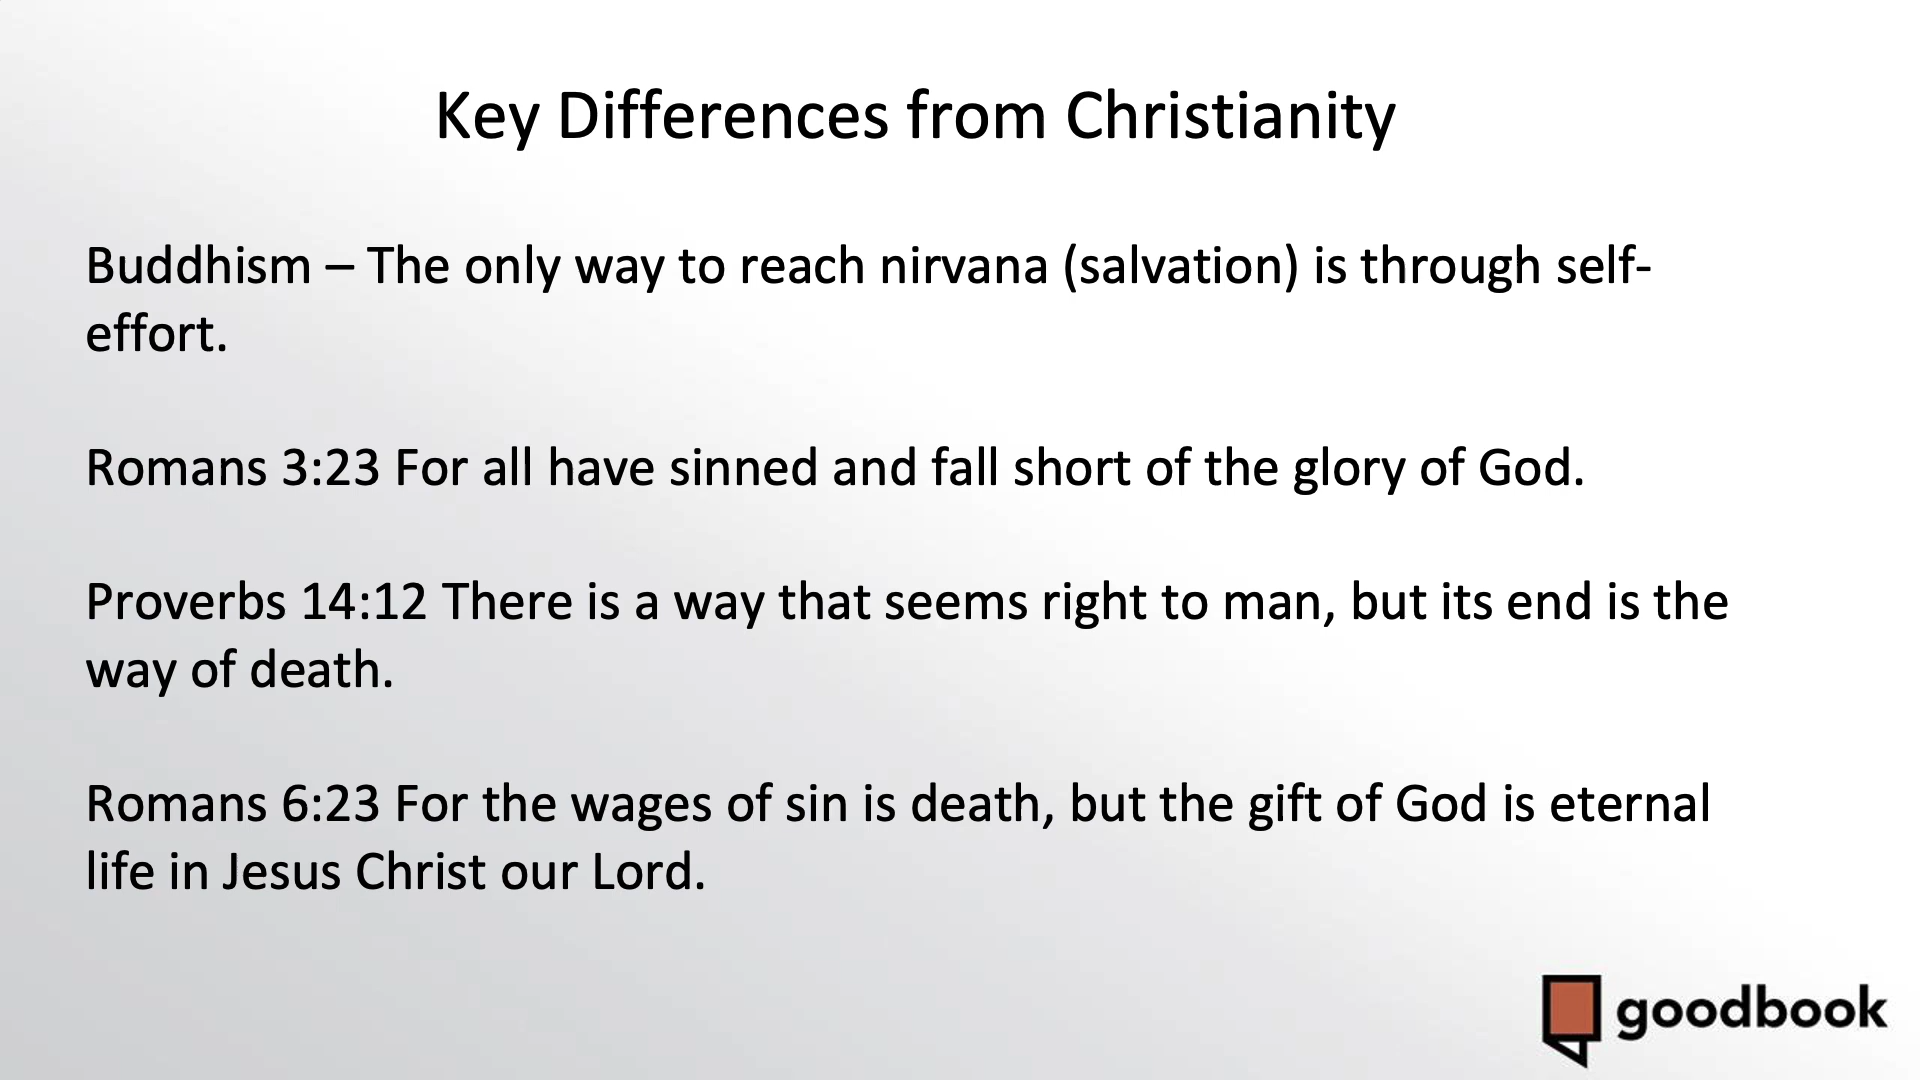 Key Differences from Christianity
Buddhism – The only way to reach nirvana (salvation) is through self-
effort.
Romans 3:23 For all have sinned and fall short of the glory of God.
Proverbs 14:12 There is a way that seems right to man, but its end is the
way of death.
Romans 6:23 For the wages of sin is death, but the gift of God is eternal
life in Jesus Christ our Lord.
goodbook